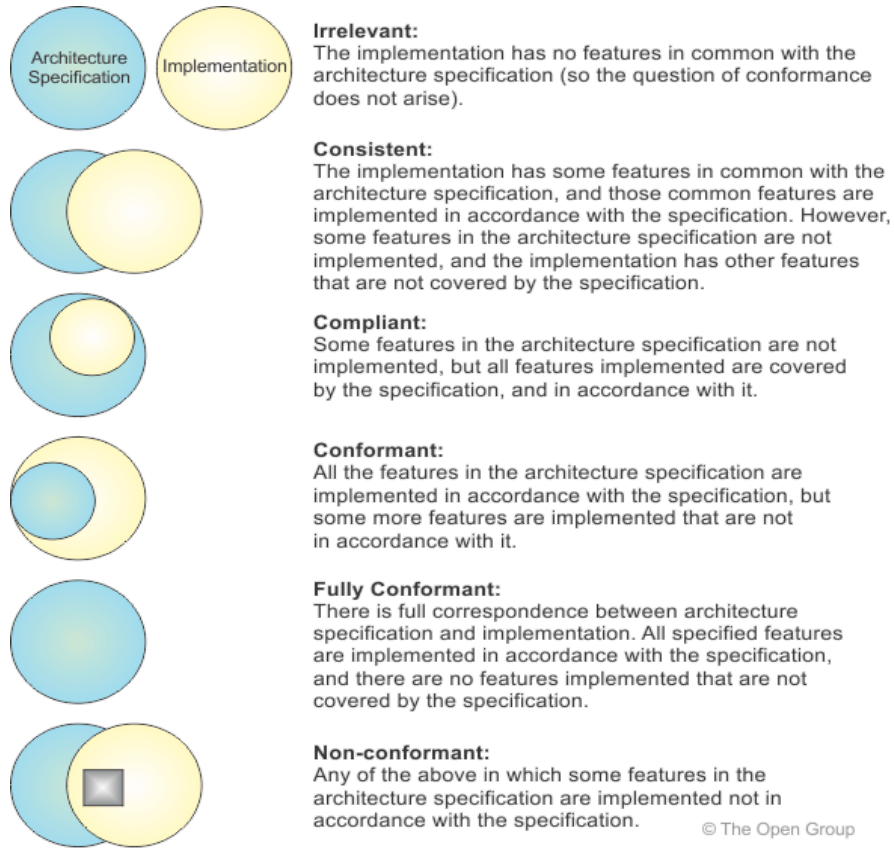 Architecture
Specification
Implementation
Irrelevant:
The implementation has no features in common with the
architecture specification (so the question of conformance
does not arise).
Consistent:
The implementation has some features in common with the
architecture specification, and those common features are
implemented in accordance with the specification. However,
some features in the architecture specification are not
implemented, and the implementation has other features
that are not covered by the specification.
Compliant:
Some features in the architecture specification are not
implemented, but all features implemented are covered
by the specification, and in accordance with it.
Conformant:
All the features in the architecture specification are
implemented in accordance with the specification, but
some more features are implemented that are not
in accordance with it.
Fully Conformant:
There is full correspondence between architecture
specification and implementation. All specified features
are implemented in accordance with the specification,
and there are no features implemented that are not
covered by the specification.
Non-conformant:
Any of the above in which some features in the
architecture specification are implemented not in
accordance with the specification.
© The Open Group